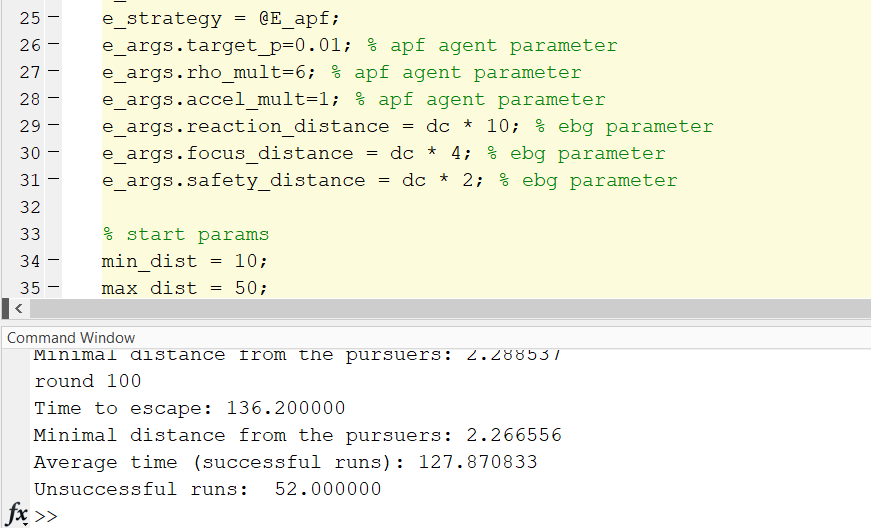 25 – e_strategy = @E_apf;
26 – e_args.target_p=0.01; % apf agent parameter
27 – e_args.rho_mult=6; % apf agent parameter
28 – e_args.accel_mult=1; % apf agent parameter
29 – e_args.reaction_distance = dc * 10; % ebg parameter
30 – e_args.focus_distance = dc * 4; % ebg parameter
31 – e_args.safety_distance = dc * 2; % ebg parameter
32
33 % start params
34 – min_dist = 10;
35 – max_dist = 50;
<
Command Window
Minimal distance from the pursuers: 2.288537
round 100
Time to escape: 136.200000
Minimal distance from the pursuers: 2.266556
Average time (successful runs): 127.870833
Unsuccessful runs:  52.000000
fx >>